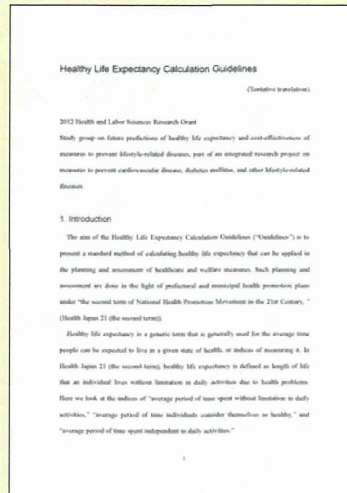 Healthy Life Expectancy Calculation Guidelines
(Tentative translation)
2012 Health and Labor Sciences Research Grant
Study group on future predictions of healthy life expectancy and cost-effectiveness of
measures to prevent lifestyle-related diseases, part of an integrated research project on
measures to prevent cardiovascular disease, diabetes mellitus, and other lifestyle-related
diseases
1. Introduction
The aim of the Healthy Life Expectancy Calculation Guidelines ("Guidelines") is to
present a standard method of calculating healthy life expectancy that can be applied in
the planning and assessment of healthcare and welfare measures. Such planning and
assessment are done in the light of prefectural and municipal health promotion plans
under "the second term of National Health Promotion Movement in the 21st Century, "
(Health Japan 21 (the second term)).
Healthy life expectancy is a generic term that is generally used for the average time
people can be expected to live in a given state of health, or indices of measuring it. In
Health Japan 21 (the second term), healthy life expectancy is defined as length of life
that an individual lives without limitation in daily activities due to health problems.
Here we look at the indices of "average period of time spent without limitation in daily
activities," "average period of time individuals consider themselves as healthy," and
"average period of time spent independent in daily activities."
1